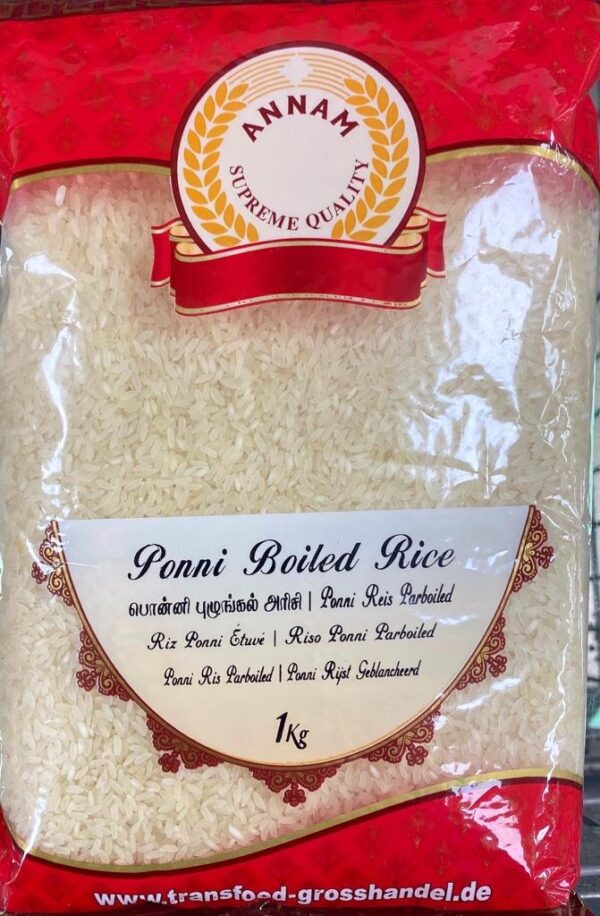 ANNAM
SUPREME QUALITY
Ponni Boiled Rice
பொன்னி புழுங்கல் அரிசி | Ponni Reis Parboiled
Riz Ponni Étuvé | Riso Ponni Parboiled
Ponni Ris Parboiled | Ponni Rijst Geblancheerd
1Kg
www.transfood-grosshandel.de